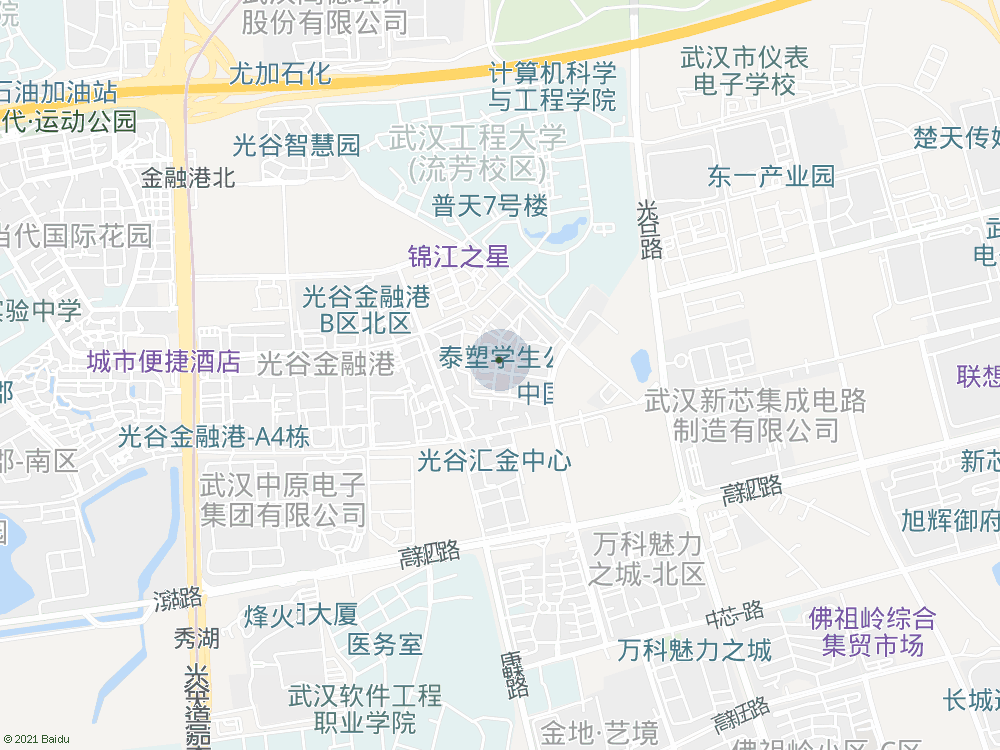 股份有限公司
尤加石化
石油加油站
代·运动公园
计算机科学
与工程学院
武汉市仪表
电子学校
光谷智慧园
武汉工程大学
(流芳校区)
楚天传媒
金融港北
东一产业园
普天7号楼
光谷三路
当代国际花园
锦江之星
武
电
光谷金融港
B区北区
实验中学
城市便捷酒店
光谷金融港
泰塑学生公
中国
联想
郡
武汉新芯集成电路
制造有限公司
光谷金融港-A4栋
光谷汇金中心
郡-南区
新芯
武汉中原电子
集团有限公司
高新四路
旭辉御府
园
高新四路
万科魅力
之城-北区
滨湖路
烽火
大厦
中芯一路
佛祖岭综合
集贸市场
秀湖
医务室
万科魅力之城
康魅路
武汉软件工程
职业学院
长城
金地·艺境
高新五路
佛祖岭小区-C区
© 2021 Baidu